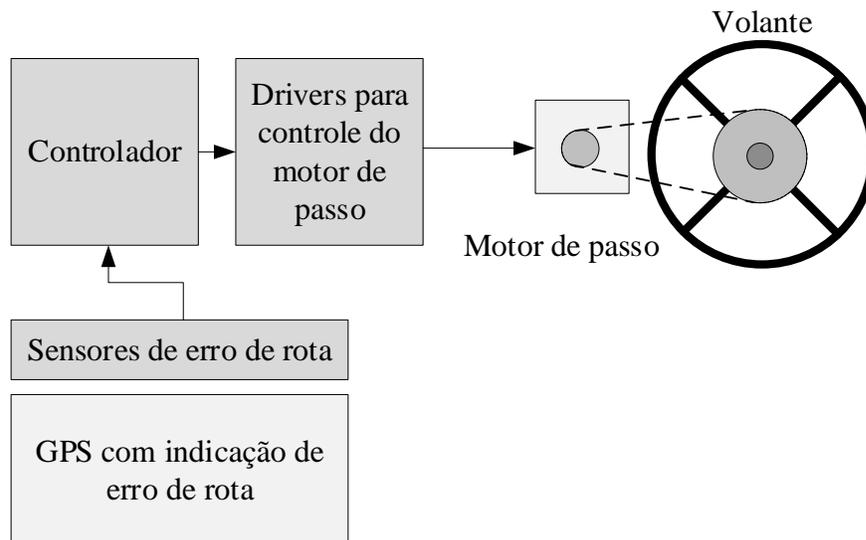 Volante
Controlador
Drivers para
controle do
motor de
passo
Motor de passo
Sensores de erro de rota
GPS com indicação de
erro de rota